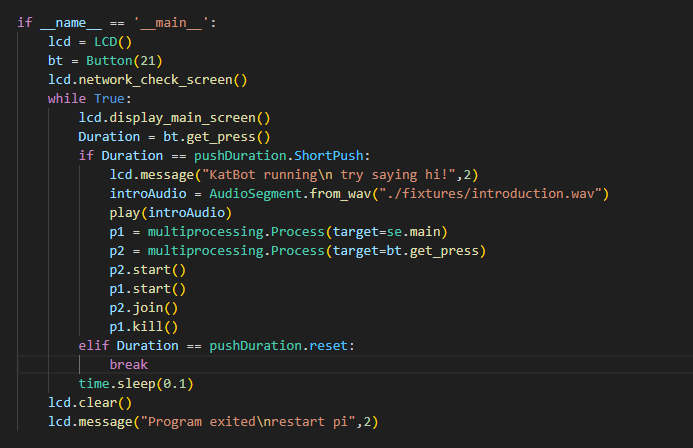 if __name__ == '__main__':
    lcd = LCD()
    bt = Button(21)
    lcd.network_check_screen()
    while True:
        lcd.display_main_screen()
        Duration = bt.get_press()
        if Duration == pushDuration.ShortPush:
            lcd.message("KatBot running\n try saying hi!",2)
            introAudio = AudioSegment.from_wav("./fixtures/introduction.wav")
            play(introAudio)
            p1 = multiprocessing.Process(target=se.main)
            p2 = multiprocessing.Process(target=bt.get_press)
            p2.start()
            p1.start()
            p2.join()
            p1.kill()
        elif Duration == pushDuration.reset:
            break
        time.sleep(0.1)
    lcd.clear()
    lcd.message("Program exited\nrestart pi",2)